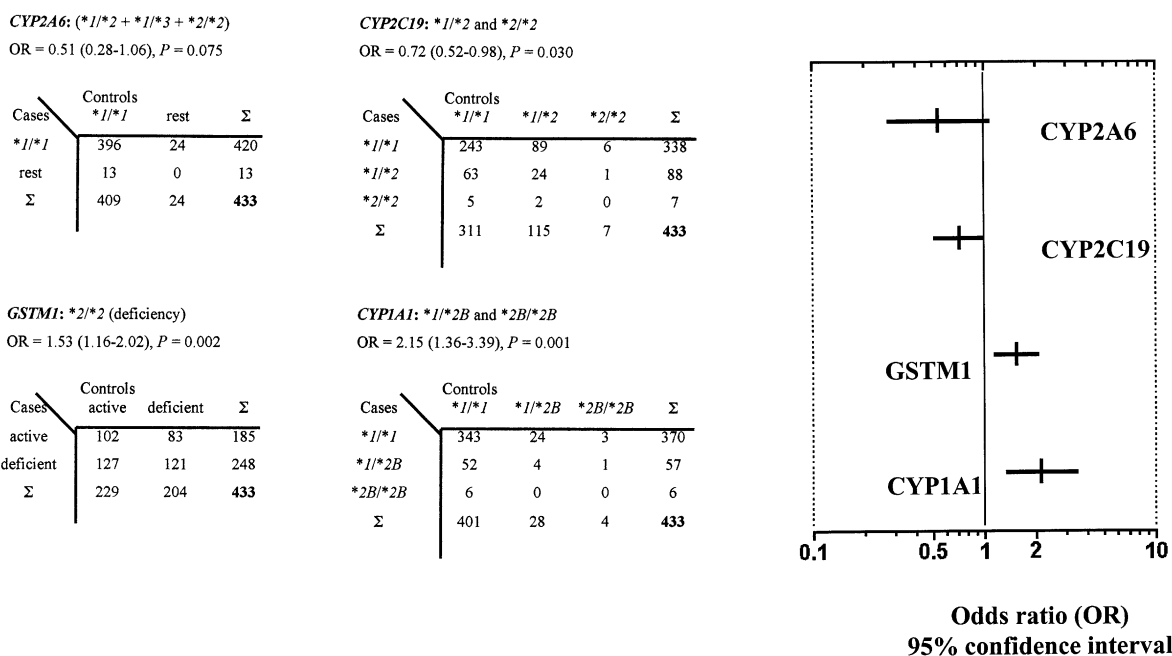 CYP2A6: (*1/*2 + *1/*3 + *2/*2)
OR = 0.51 (0.28-1.06), P = 0.075
Controls
Cases *1/*1 rest Σ
*1/*1 396 24 420
rest 13 0 13
Σ 409 24 433
CYP2C19: *1/*2 and *2/*2
OR = 0.72 (0.52-0.98), P = 0.030
Controls
Cases *1/*1 *1/*2 *2/*2 Σ
*1/*1 243 89 6 338
*1/*2 63 24 1 88
*2/*2 5 2 0 7
Σ 311 115 7 433
GSTM1: *2/*2 (deficiency)
OR = 1.53 (1.16-2.02), P = 0.002
Controls
Cases active deficient Σ
active 102 83 185
deficient 127 121 248
Σ 229 204 433
CYP1A1: *1/*2B and *2B/*2B
OR = 2.15 (1.36-3.39), P = 0.001
Controls
Cases *1/*1 *1/*2B *2B/*2B Σ
*1/*1 343 24 3 370
*1/*2B 52 4 1 57
*2B/*2B 6 0 0 6
Σ 401 28 4 433
CYP2A6
CYP2C19
GSTM1
CYP1A1
0.1 0.5 1 2 10
Odds ratio (OR)
95% confidence interval